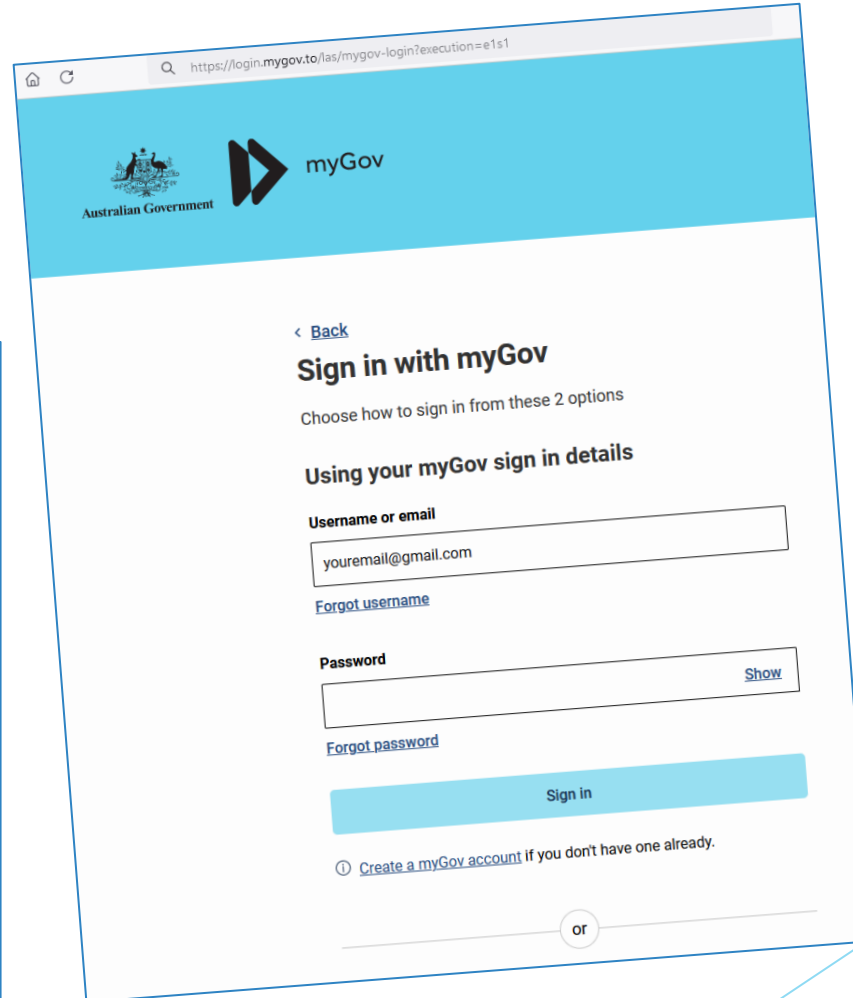 https://login.mygov.to/las/mygov-login?execution=e1s1
Australian Government
myGov
< Back
Sign in with myGov
Choose how to sign in from these 2 options
Using your myGov sign in details
Username or email
youremail@gmail.com
Forgot username
Password
Show
Forgot password
Sign in
Create a myGov account if you don't have one already.
or